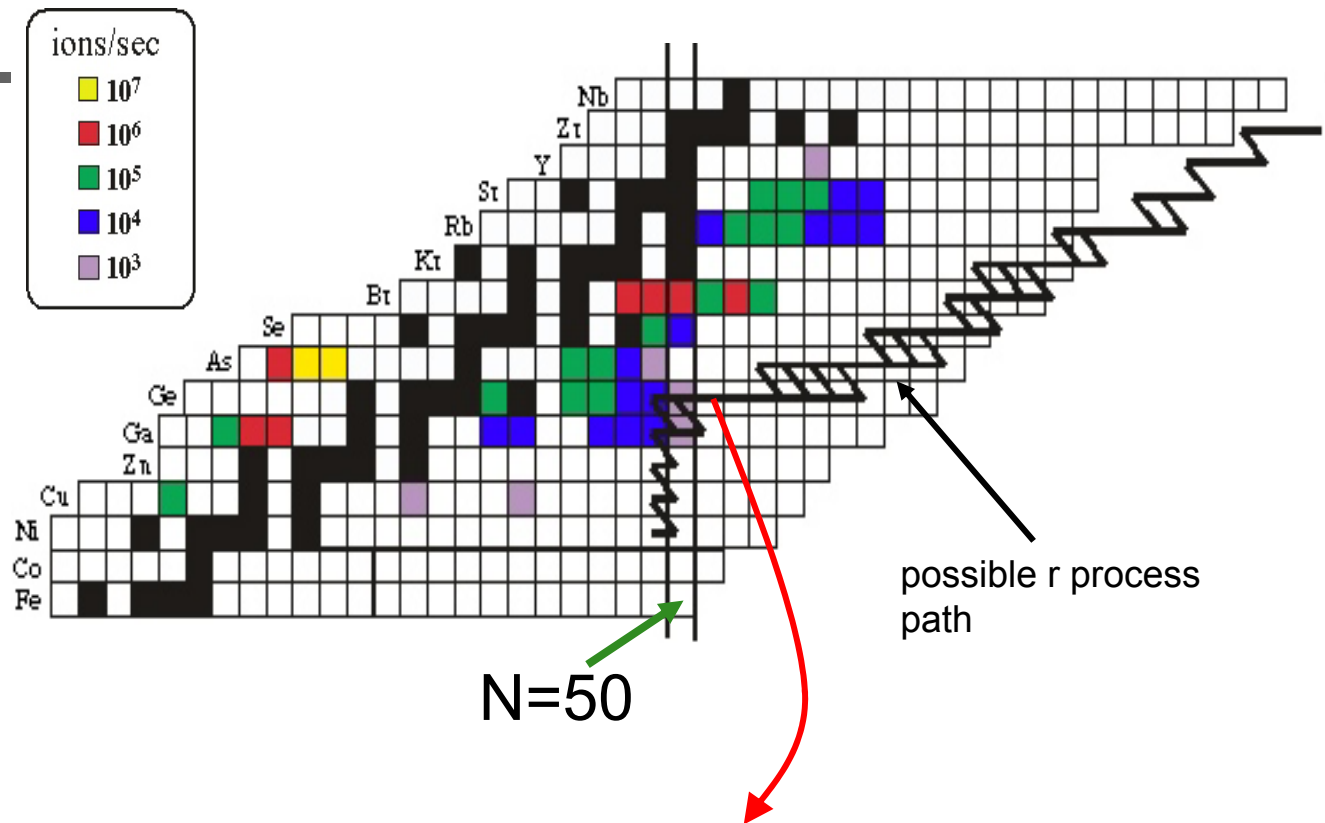 ions/sec
10⁷
10⁶
10⁵
10⁴
10³
Nb
Zr
Y
Sr
Rb
Kr
Br
Se
As
Ge
Ga
Zn
Cu
Ni
Co
Fe
possible r process
path
N=50